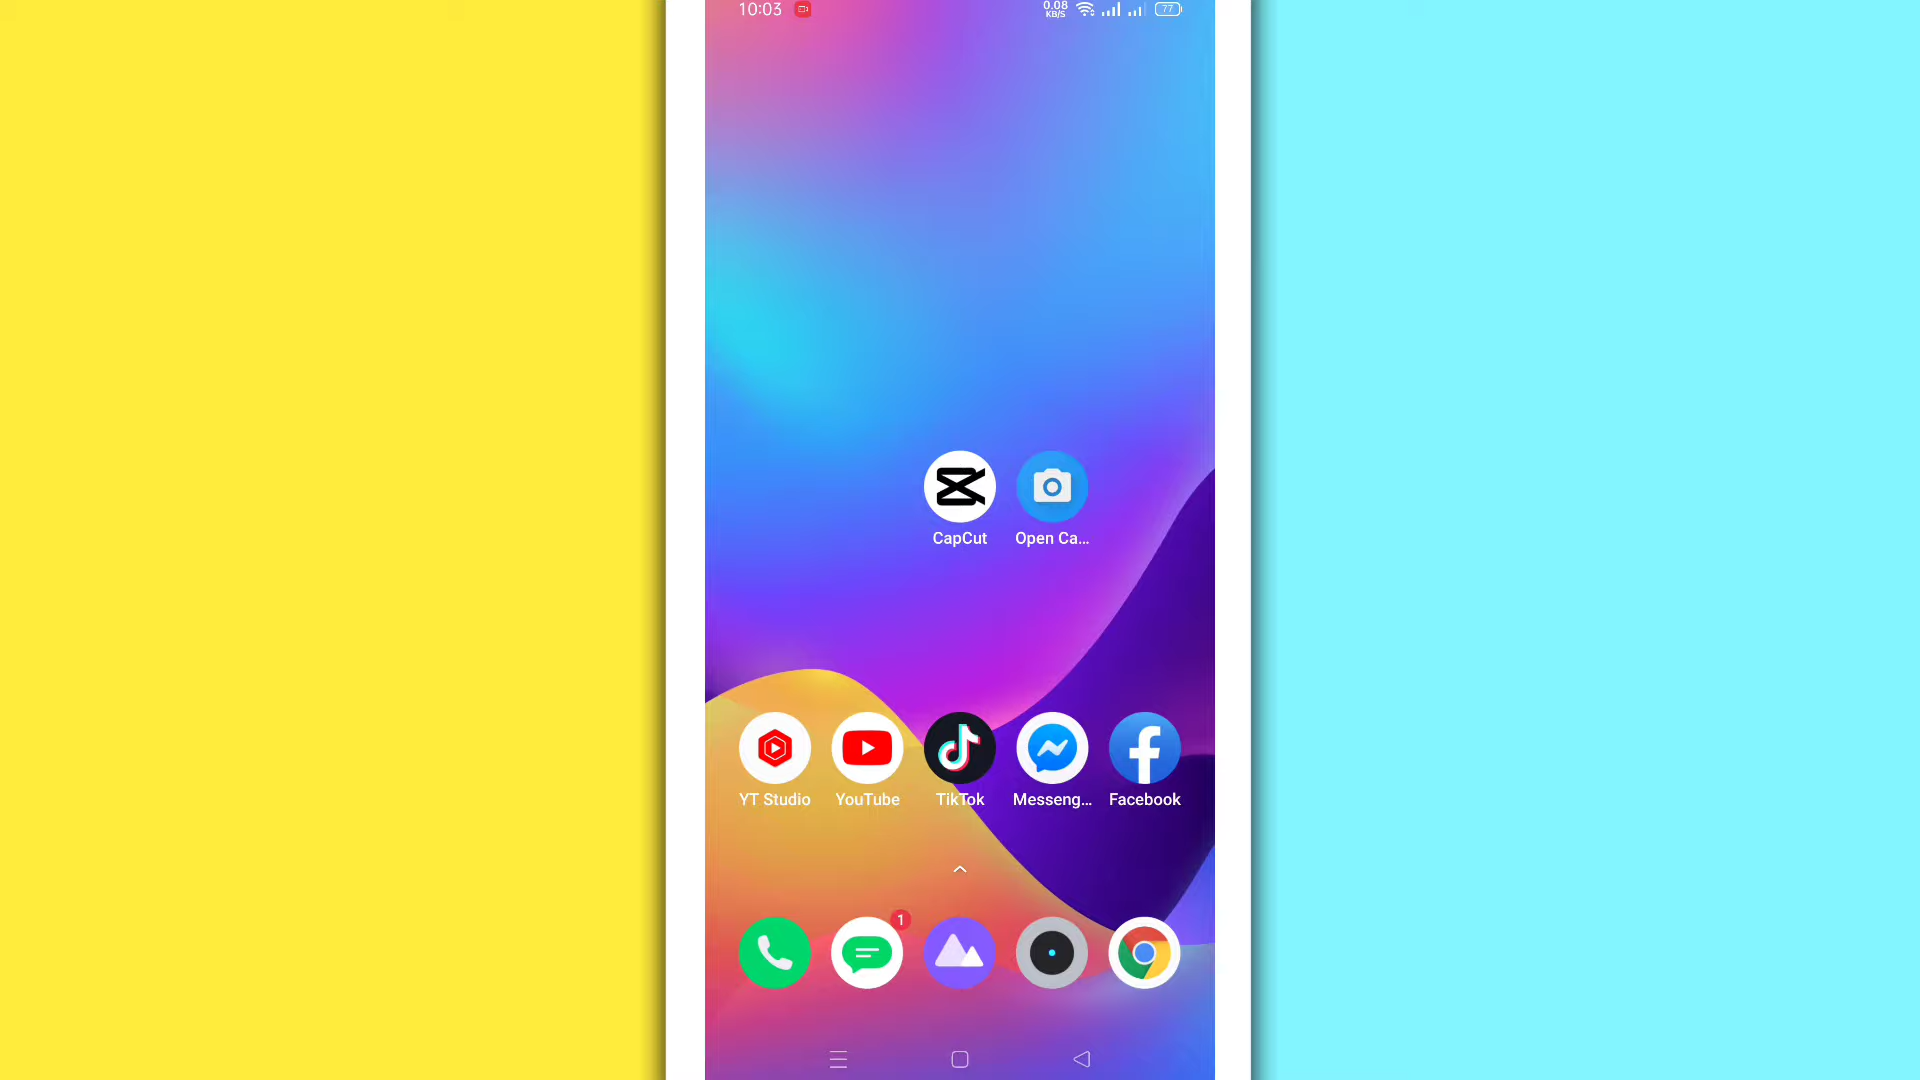 10:03
0.08
KB/S
77
CapCut
Open Ca...
YT Studio
YouTube
TikTok
Messeng...
Facebook
1